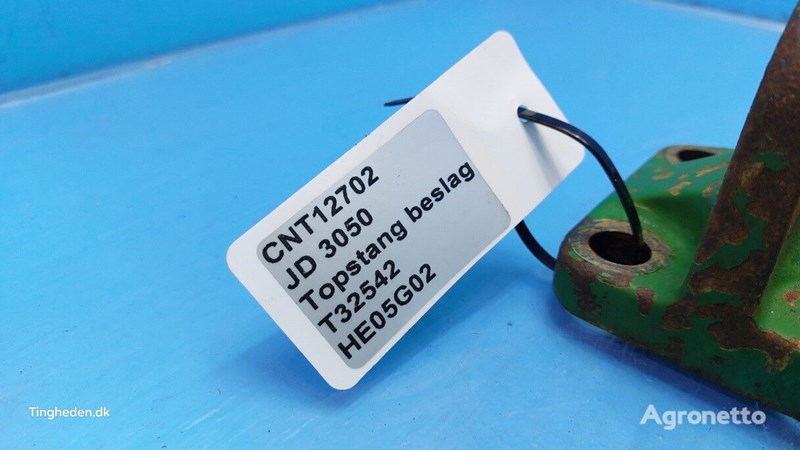 CNT12702
JD 3050
Topstang beslag
T32542
HE05G02
Tingheden.dk
Agronetto